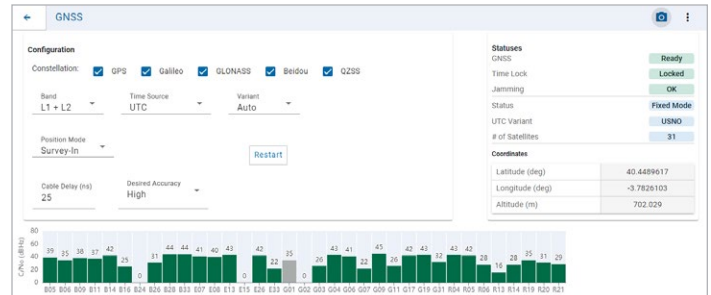 GNSS
Configuration
Constellation: GPS Galileo GLONASS Beidou QZSS
Band Time Source Variant
L1 + L2 UTC Auto
Position Mode
Survey-In
Restart
Cable Delay (ns) Desired Accuracy
25 High
Statuses
GNSS Ready
Time Lock Locked
Jamming OK
Status Fixed Mode
UTC Variant USNO
# of Satellites 31
Coordinates
Latitude (deg) 40.4489617
Longitude (deg) -3.7826103
Altitude (m) 702.029
C/No (dBHz)
80
60
40
20
0
39 35 38 37 42 25 0 31 44 44 41 40 43 0 42 22 35 0 26 43 41 22 45 26 42 43 32 43 42 28 16 28 35 31 29
B05 B06 B09 B11 B14 B16 B24 B26 B28 B33 E07 E08 E13 E15 E26 E33 G01 G02 G03 G04 G06 G07 G09 G11 G17 G19 G31 R04 R05 R06 R13 R14 R19 R20 R21